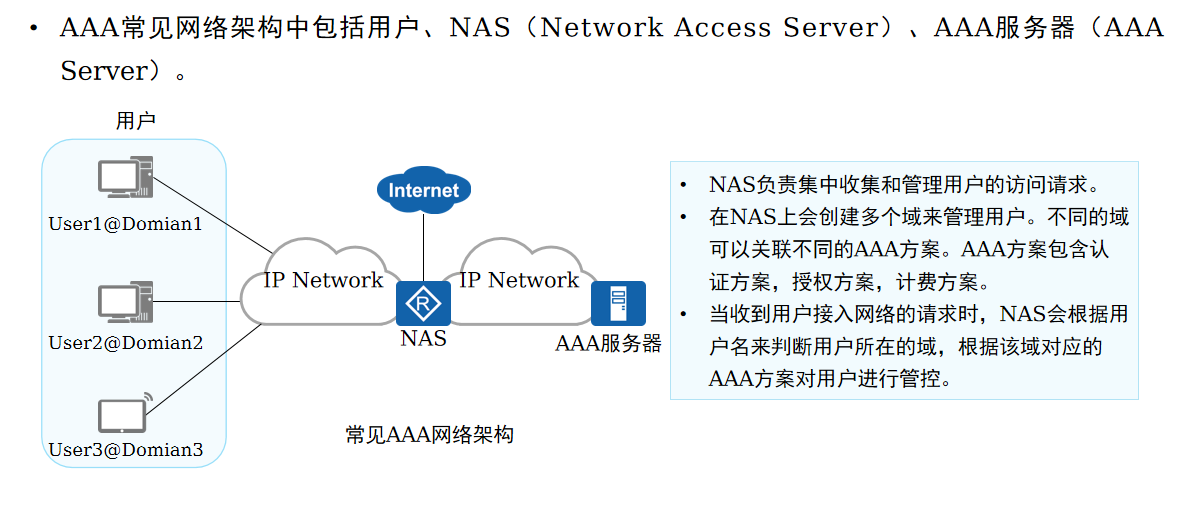 • AAA常见网络架构中包括用户、NAS（Network Access Server）、AAA服务器（AAA
Server）。
用户
User1@Domian1
User2@Domian2
User3@Domian3
Internet
IP Network
IP Network
R
NAS
AAA服务器
常见AAA网络架构
• NAS负责集中收集和管理用户的访问请求。
• 在NAS上会创建多个域来管理用户。不同的域
可以关联不同的AAA方案。AAA方案包含认
证方案，授权方案，计费方案。
• 当收到用户接入网络的请求时，NAS会根据用
户名来判断用户所在的域，根据该域对应的
AAA方案对用户进行管控。